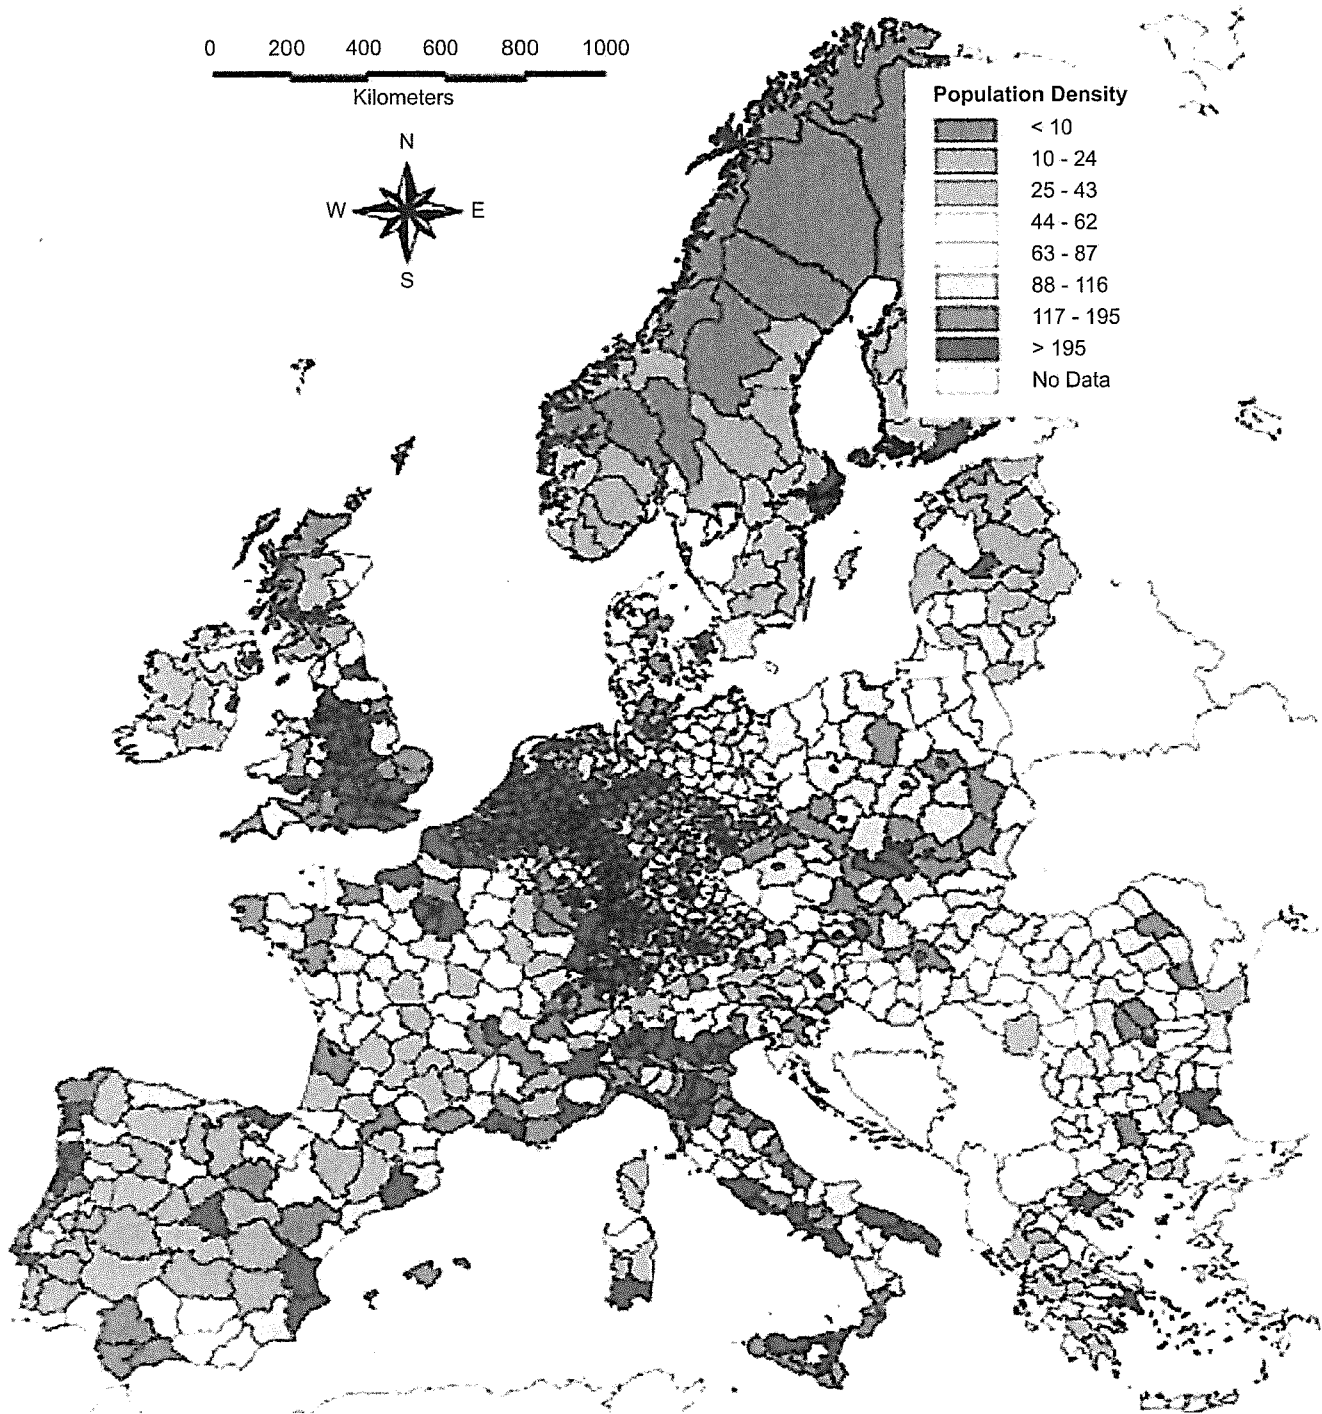 0 200 400 600 800 1000
Kilometers
N
W E
S
Population Density
< 10
10 - 24
25 - 43
44 - 62
63 - 87
88 - 116
117 - 195
> 195
No Data